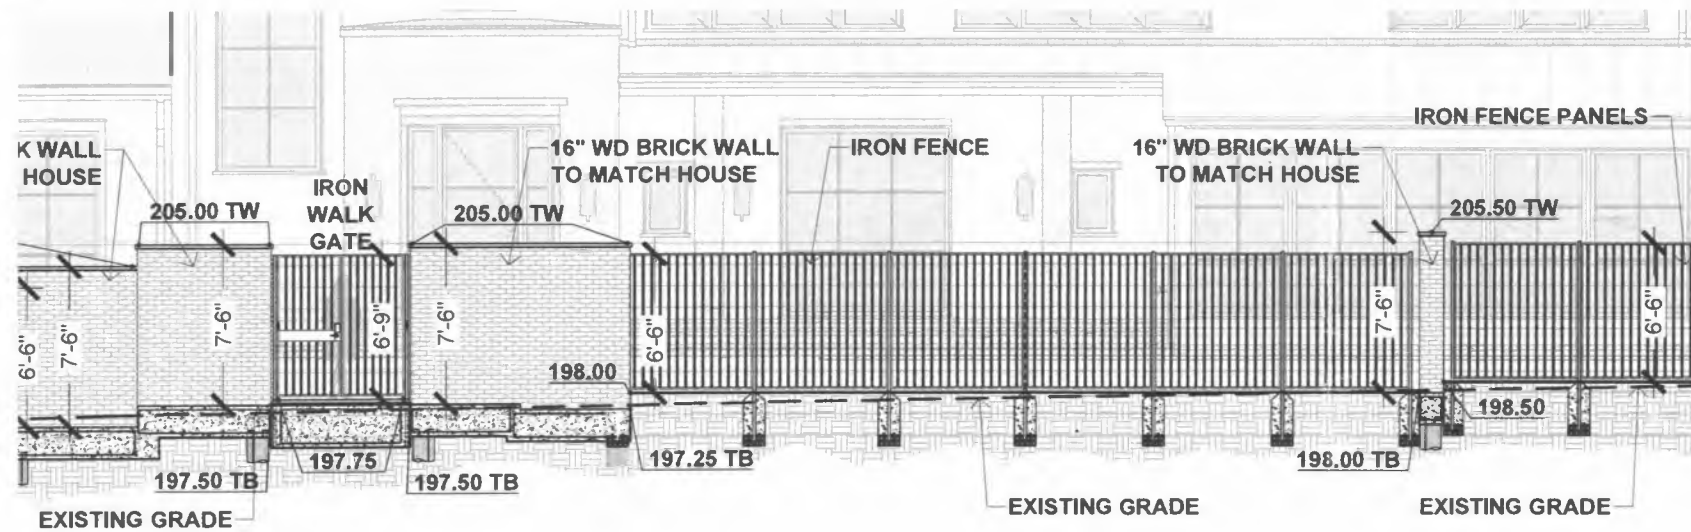 IRON FENCE PANELS
K WALL
HOUSE
16" WD BRICK WALL
TO MATCH HOUSE
IRON FENCE
16" WD BRICK WALL
TO MATCH HOUSE
IRON
WALK
GATE
205.00 TW
205.00 TW
205.50 TW
6'-6"
7'-6"
7'-6"
6'-9"
7'-6"
6'-6"
7'-6"
6'-6"
198.00
198.50
197.75
197.25 TB
198.00 TB
197.50 TB
197.50 TB
EXISTING GRADE
EXISTING GRADE
EXISTING GRADE